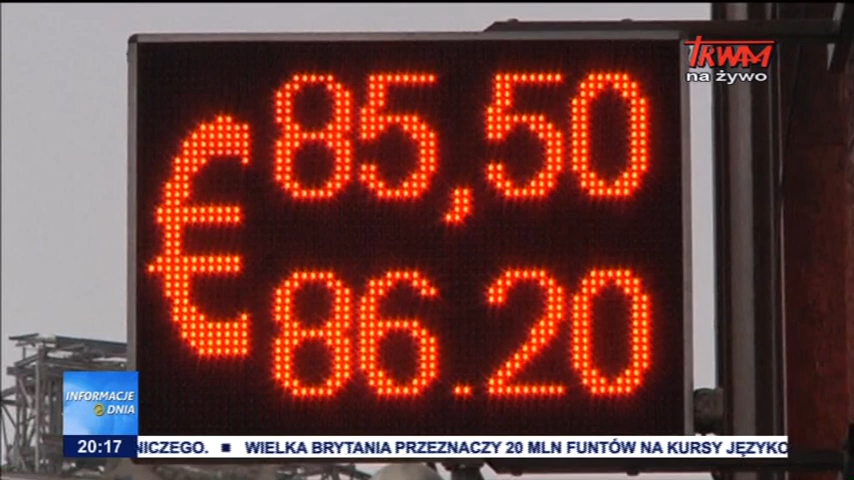 TRWAM
na żywo
85,50
€
86.20
INFORMACJE
DNIA
20:17 NICZEGO. ■ WIELKA BRYTANIA PRZEZNACZY 20 MLN FUNTÓW NA KURSY JĘZYKO